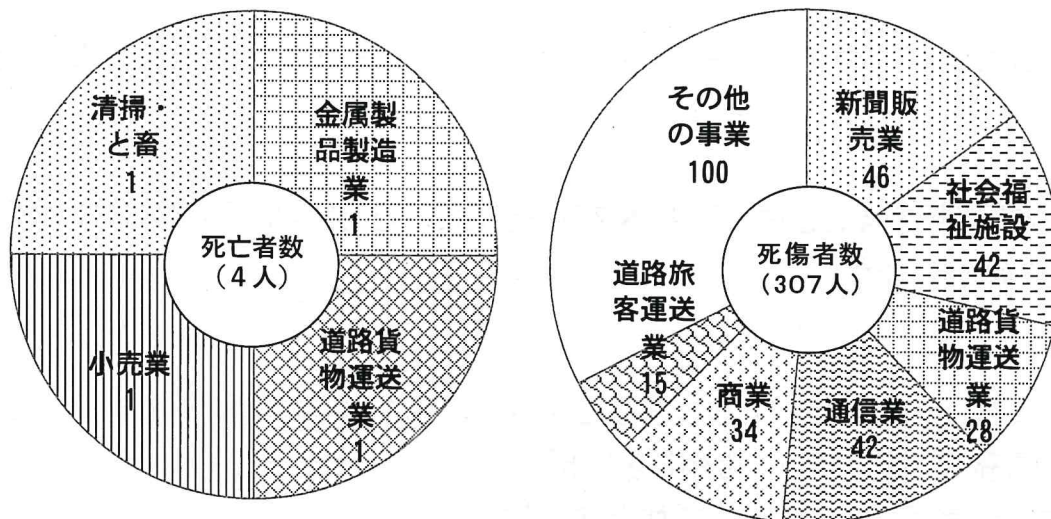 清掃・
と畜
1
金属製
品製造
業
1
死亡者数
(4人)
小売業
1
道路貨
物運送
業
1
その他
の事業
100
新聞販
売業
46
社会福
祉施設
42
死傷者数
(307人)
道路旅
客運送
業
15
道路貨
物運送
業
28
商業
34
通信業
42